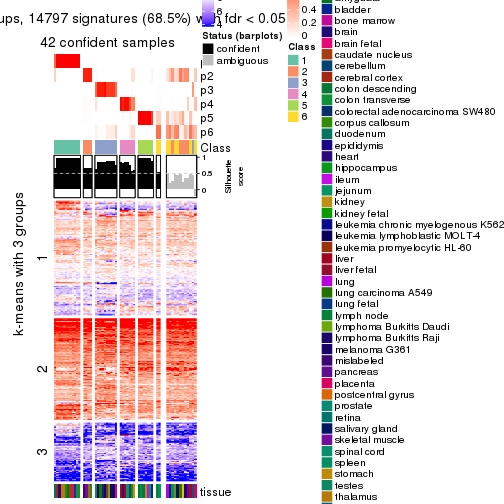 ups, 14797 signatures (68.5%) with fdr < 0.05
42 confident samples
p2
p3
p4
p5
p6
Class
1
0.5
0
Silhouette
score
k-means with 3 groups
1
2
3
tissue
4
Status (barplots)
confident
ambiguous
0.4
0.2
0
Class
1
2
3
4
5
6
bladder
bone marrow
brain
brain fetal
caudate nucleus
cerebellum
cerebral cortex
colon descending
colon transverse
colorectal adenocarcinoma SW480
corpus callosum
duodenum
epididymis
heart
hippocampus
ileum
jejunum
kidney
kidney fetal
leukemia chronic myelogenous K562
leukemia lymphoblastic MOLT-4
leukemia promyelocytic HL-60
liver
liver fetal
lung
lung carcinoma A549
lung fetal
lymph node
lymphoma Burkitts Daudi
lymphoma Burkitts Raji
melanoma G361
mislabeled
pancreas
placenta
postcentral gyrus
prostate
retina
salivary gland
skeletal muscle
spinal cord
spleen
stomach
testes
thalamus